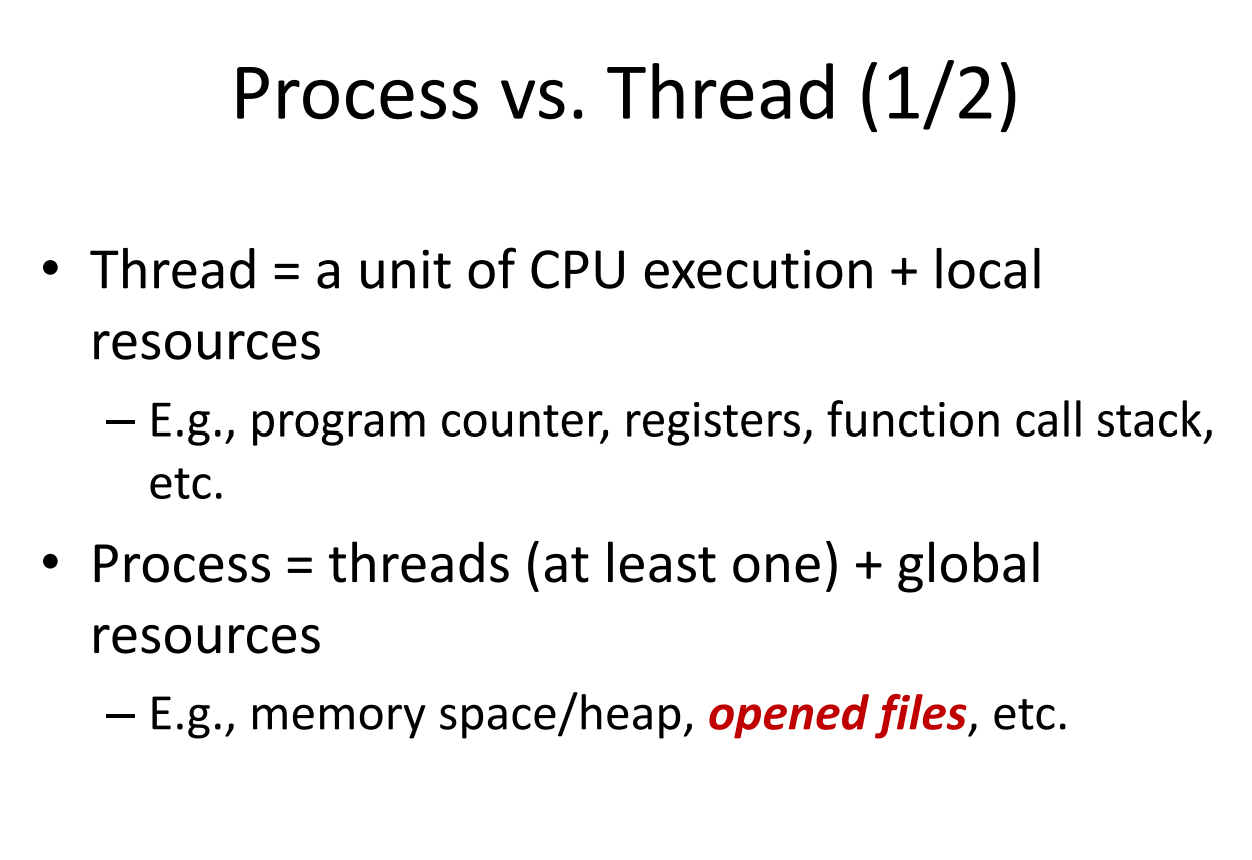 Process vs. Thread (1/2)
• Thread = a unit of CPU execution + local
resources
– E.g., program counter, registers, function call stack,
etc.
• Process = threads (at least one) + global
resources
– E.g., memory space/heap, opened files, etc.